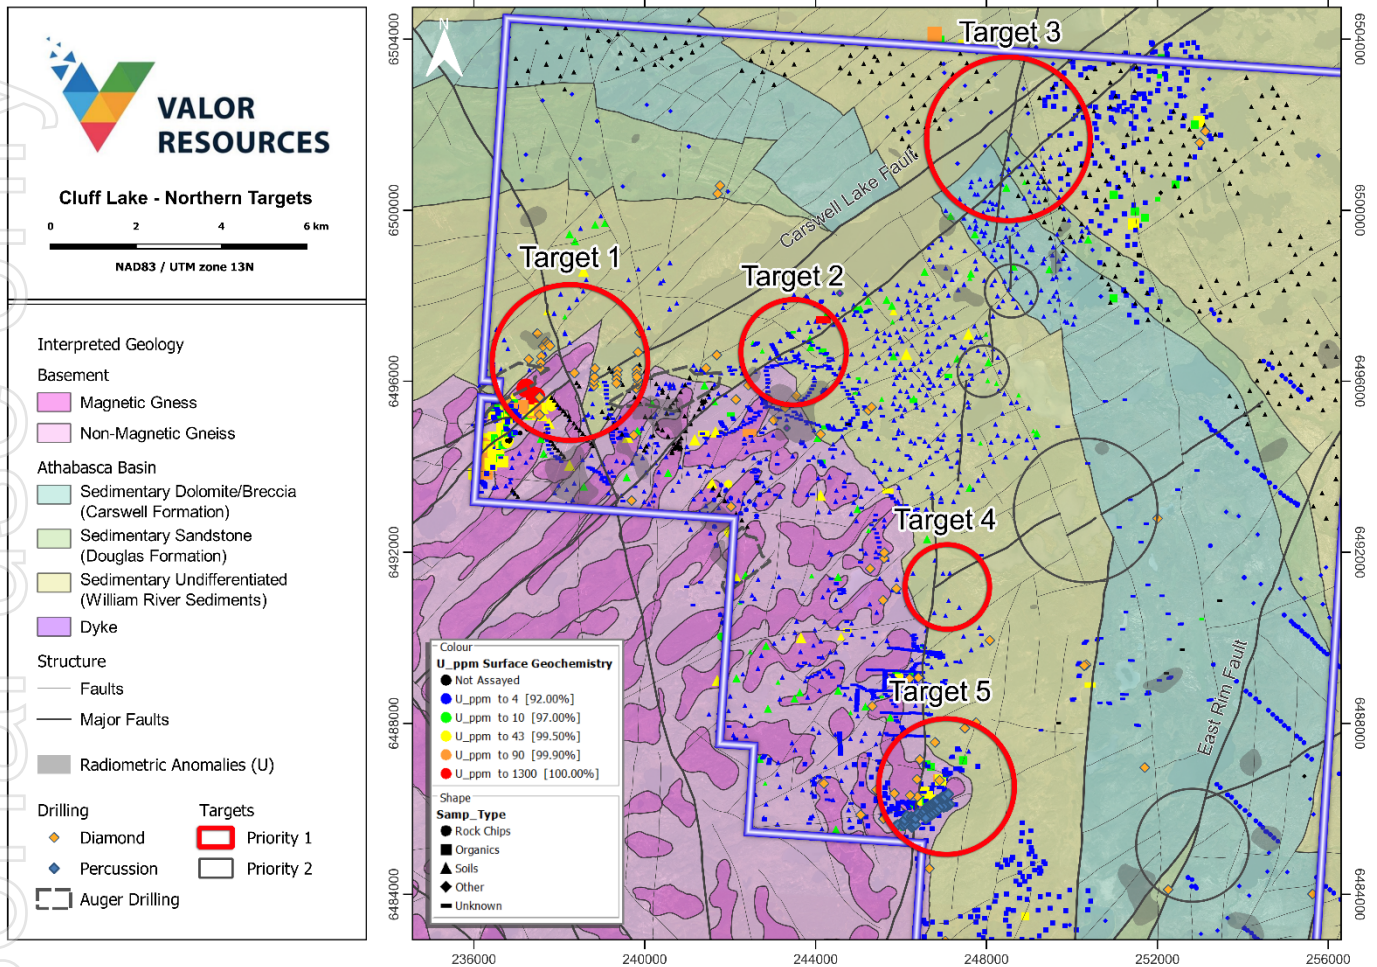 VALOR
RESOURCES
Cluff Lake - Northern Targets
0 2 4 6 km
NAD83 / UTM zone 13N
Interpreted Geology
Basement
Magnetic Gness
Non-Magnetic Gneiss
Athabasca Basin
Sedimentary Dolomite/Breccia
(Carswell Formation)
Sedimentary Sandstone
(Douglas Formation)
Sedimentary Undifferentiated
(William River Sediments)
Dyke
Structure
Faults
Major Faults
Radiometric Anomalies (U)
Drilling
Diamond
Percussion
Auger Drilling
Targets
Priority 1
Priority 2
N
Target 3
Carswell Lake Fault
Target 1
Target 2
Target 4
Target 5
East Rim Fault
Colour
U_ppm Surface Geochemistry
Not Assayed
U_ppm to 4 [92.00%]
U_ppm to 10 [97.00%]
U_ppm to 43 [99.50%]
U_ppm to 90 [99.90%]
U_ppm to 1300 [100.00%]
Shape
Samp_Type
Rock Chips
Organics
Soils
Other
Unknown
6504000
6500000
6496000
6492000
6488000
6484000
6504000
6500000
6496000
6492000
6488000
6484000
236000 240000 244000 248000 252000 256000